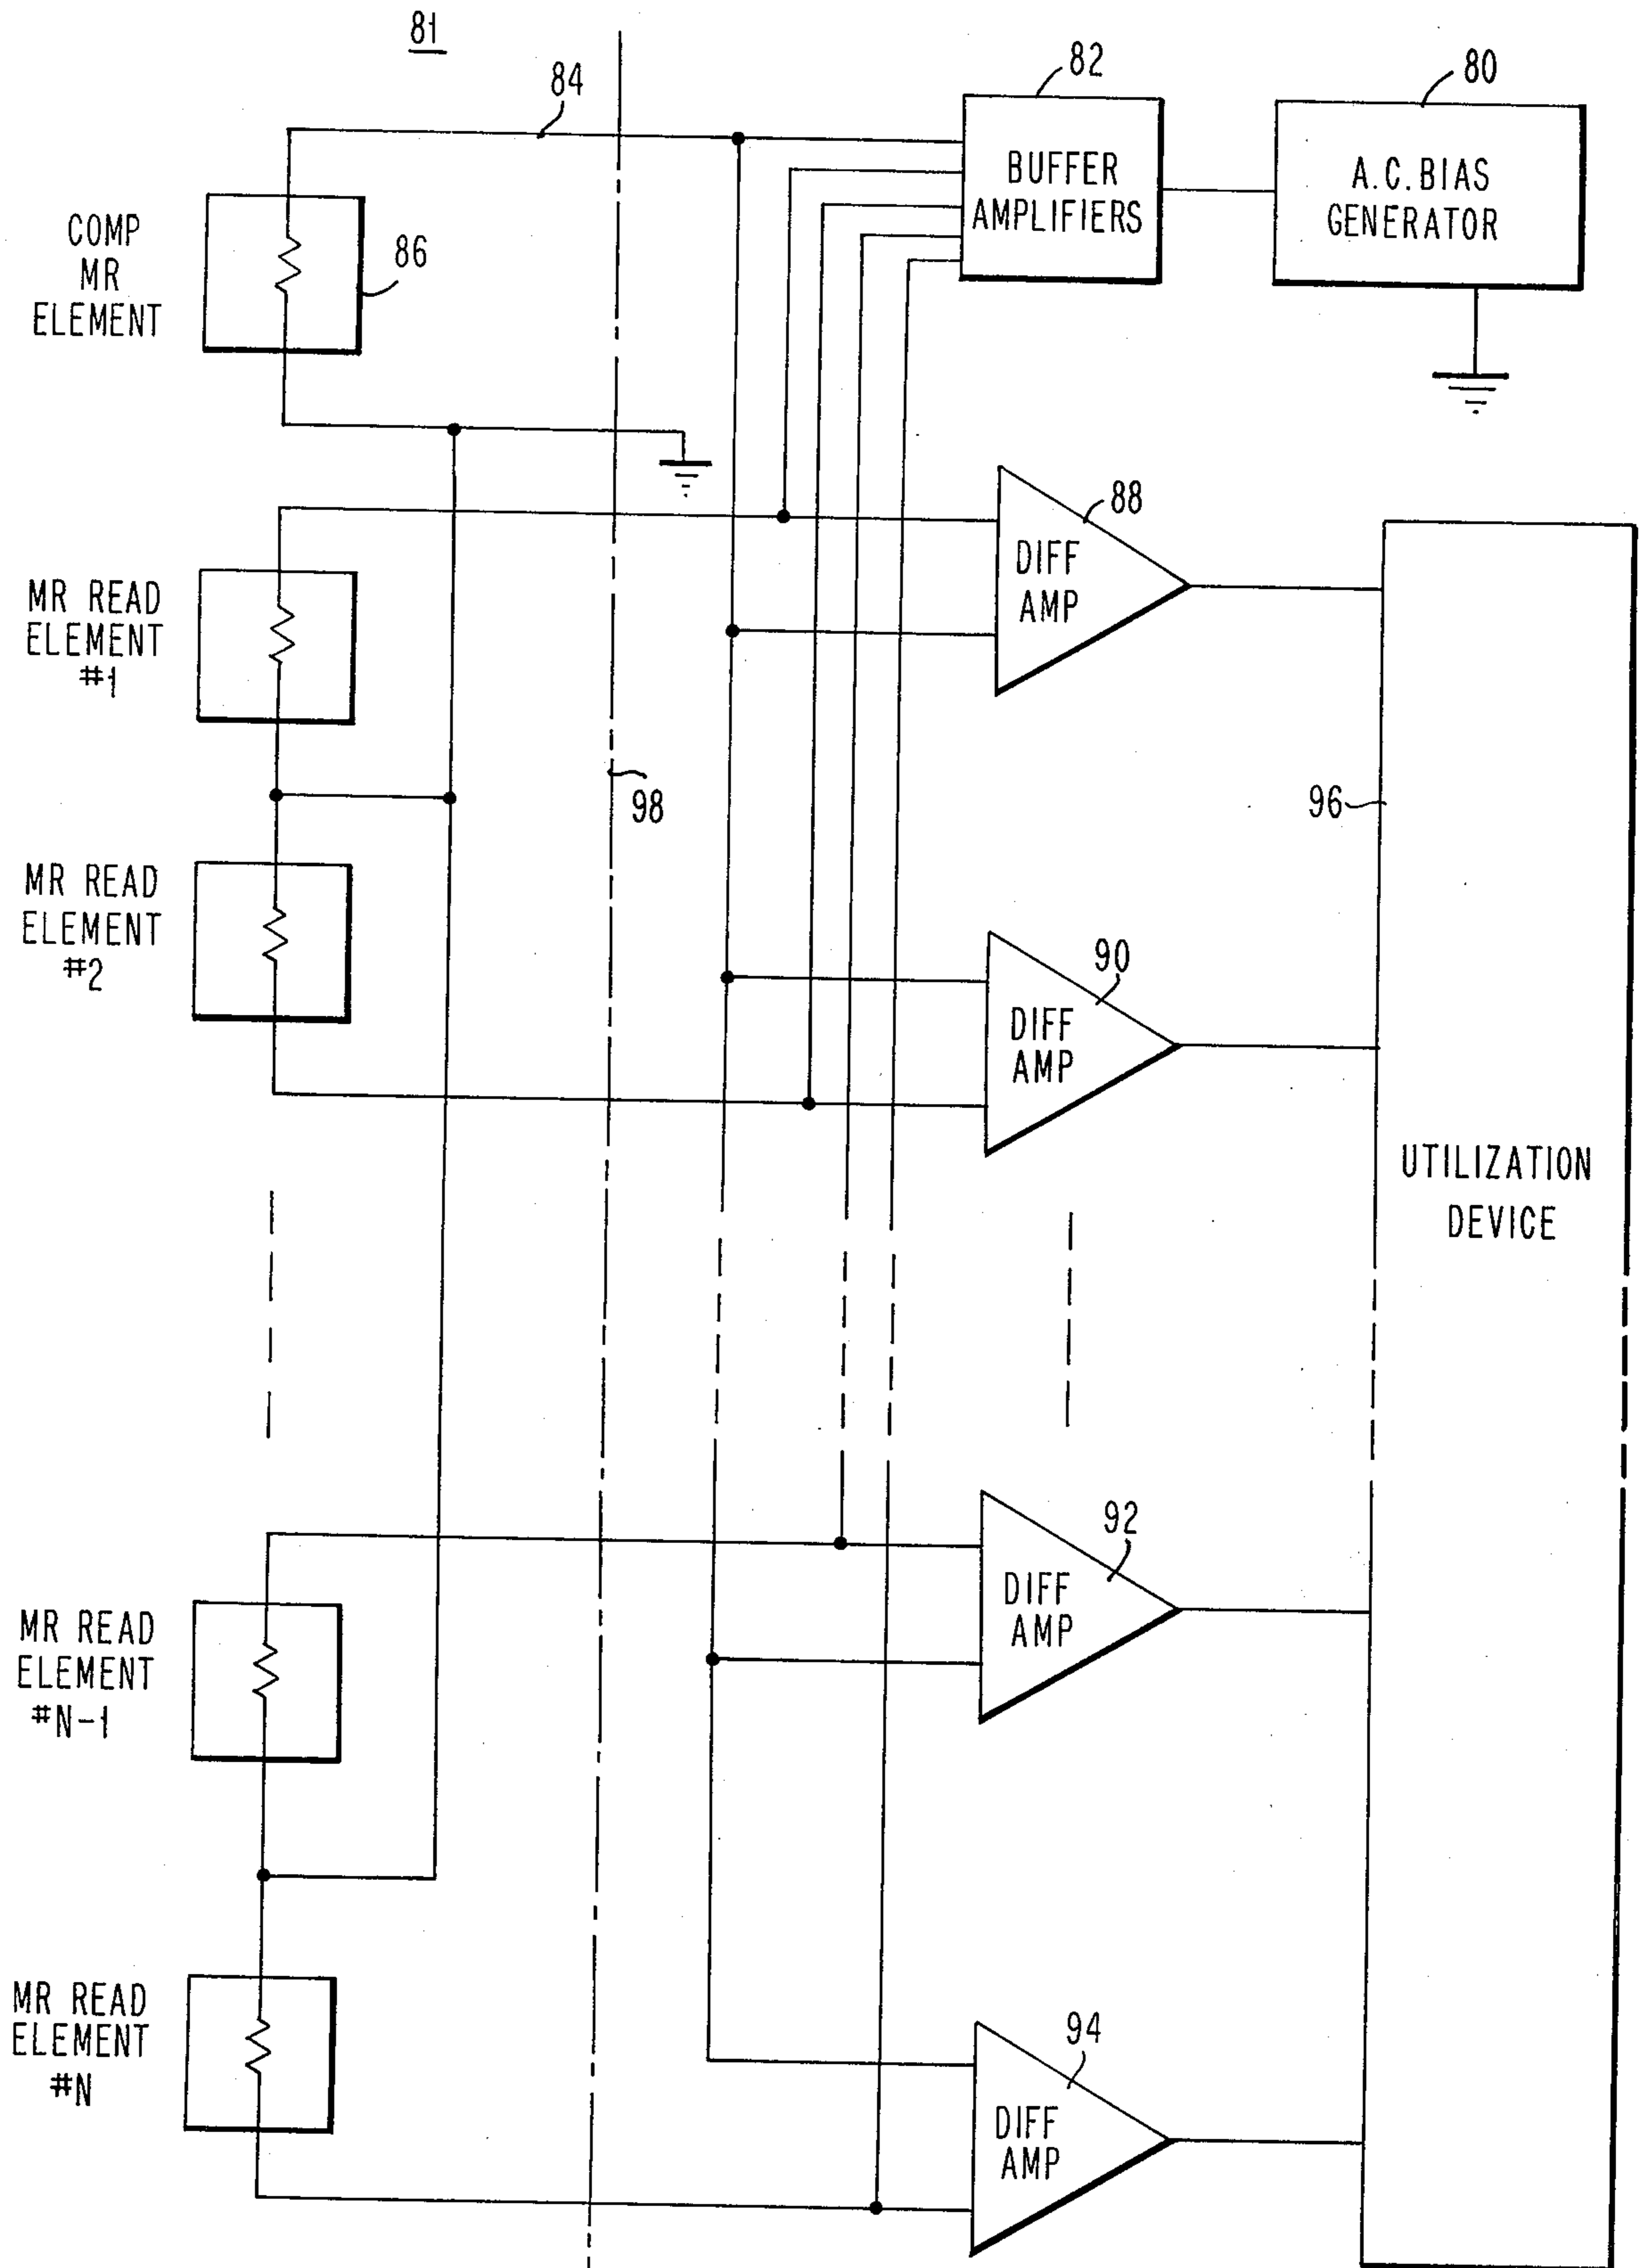 81
84
82
80
BUFFER
AMPLIFIERS
A.C. BIAS
GENERATOR
COMP
MR
ELEMENT
86
88
DIFF
AMP
MR READ
ELEMENT
#1
98
96
MR READ
ELEMENT
#2
90
DIFF
AMP
UTILIZATION
DEVICE
92
DIFF
AMP
MR READ
ELEMENT
#N-1
MR READ
ELEMENT
#N
94
DIFF
AMP